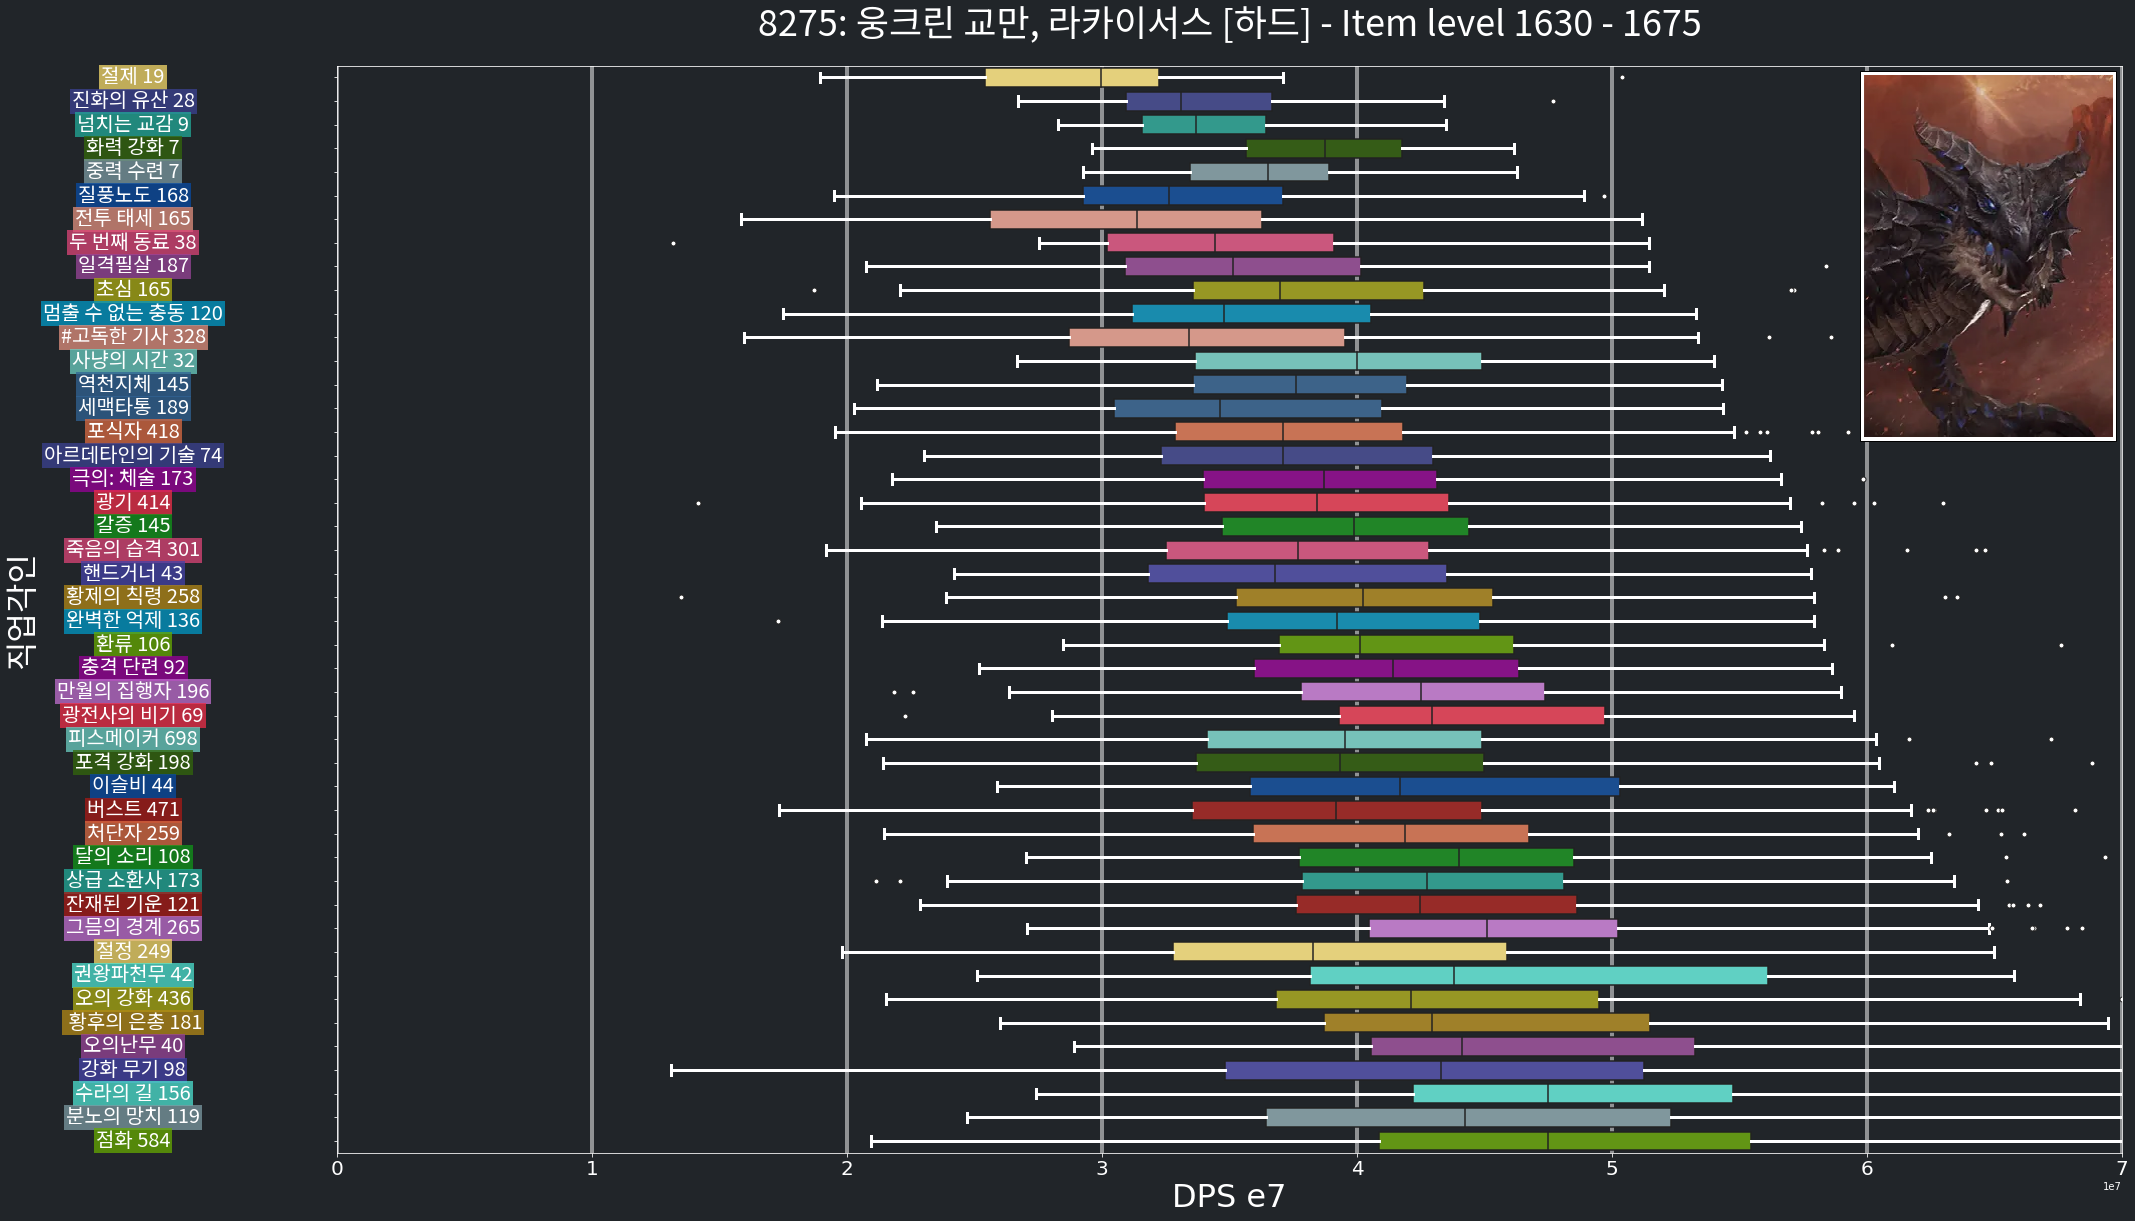 8275: 웅크린 교만, 라카이서스 [하드] - Item level 1630 - 1675
직업각인
절제 19
진화의 유산 28
넘치는 교감 9
화력 강화 7
중력 수련 7
질풍노도 168
전투 태세 165
두 번째 동료 38
일격필살 187
초심 165
멈출 수 없는 충동 120
#고독한 기사 328
사냥의 시간 32
역천지체 145
세맥타통 189
포식자 418
아르데타인의 기술 74
극의: 체술 173
광기 414
갈증 145
죽음의 습격 301
핸드거너 43
황제의 칙령 258
완벽한 억제 136
환류 106
충격 단련 92
만월의 집행자 196
광전사의 비기 69
피스메이커 698
포격 강화 198
이슬비 44
버스트 471
처단자 259
달의 소리 108
상급 소환사 173
잔재된 기운 121
그믐의 경계 265
절정 249
권왕파천무 42
오의 강화 436
황후의 은총 181
오의난무 40
강화 무기 98
수라의 길 156
분노의 망치 119
점화 584
0 1 2 3 4 5 6 7
DPS e7
1e7